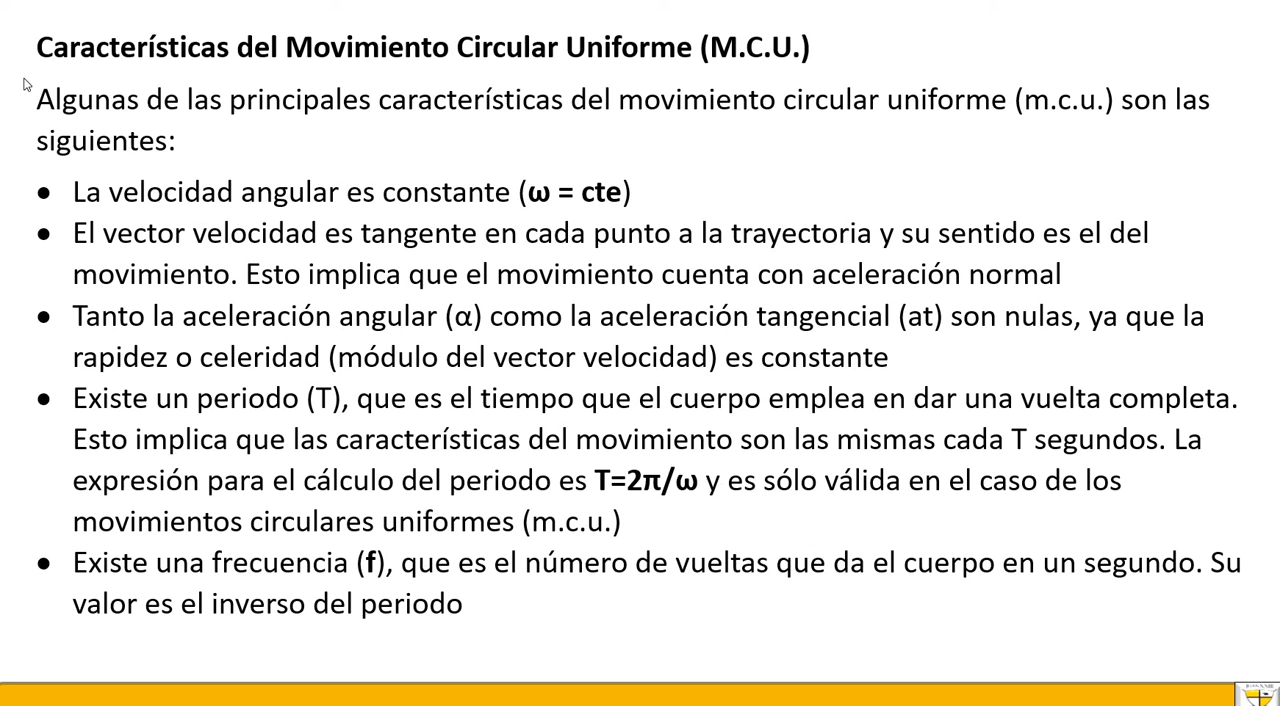 Características del Movimiento Circular Uniforme (M.C.U.)
Algunas de las principales características del movimiento circular uniforme (m.c.u.) son las
siguientes:
• La velocidad angular es constante (ω = cte)
• El vector velocidad es tangente en cada punto a la trayectoria y su sentido es el del
movimiento. Esto implica que el movimiento cuenta con aceleración normal
• Tanto la aceleración angular (α) como la aceleración tangencial (at) son nulas, ya que la
rapidez o celeridad (módulo del vector velocidad) es constante
• Existe un periodo (T), que es el tiempo que el cuerpo emplea en dar una vuelta completa.
Esto implica que las características del movimiento son las mismas cada T segundos. La
expresión para el cálculo del periodo es T=2π/ω y es sólo válida en el caso de los
movimientos circulares uniformes (m.c.u.)
• Existe una frecuencia (f), que es el número de vueltas que da el cuerpo en un segundo. Su
valor es el inverso del periodo